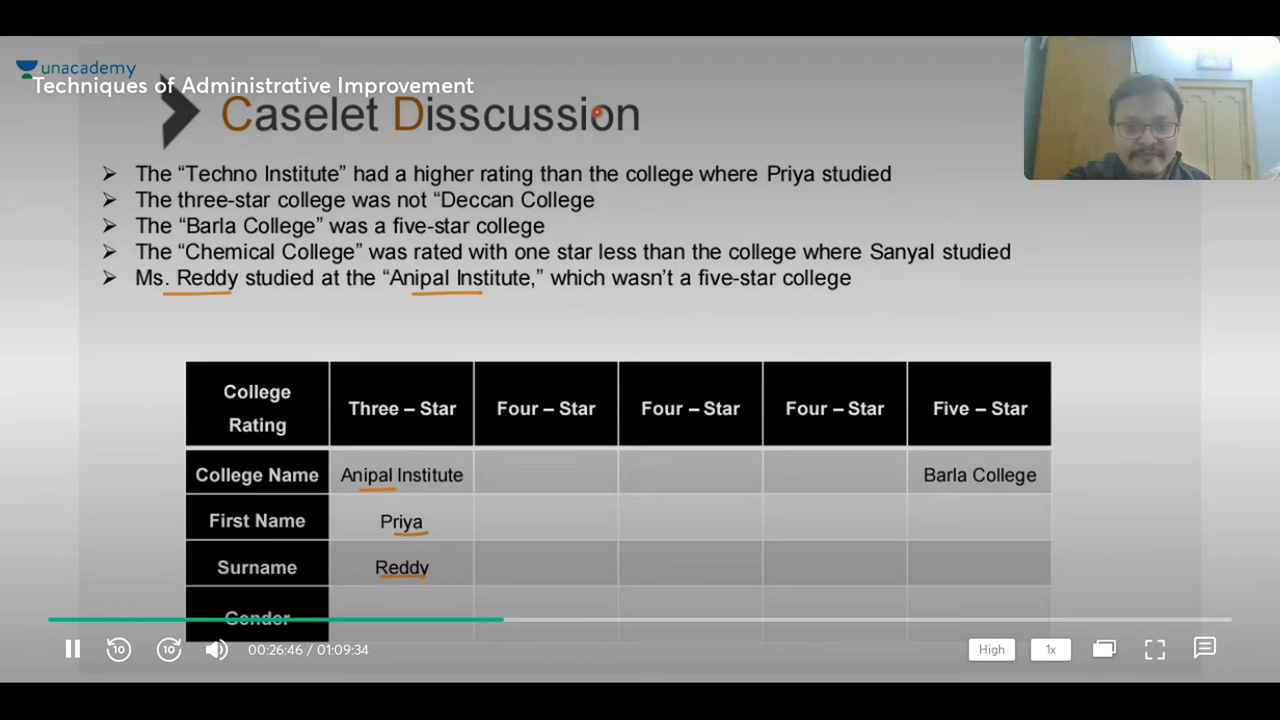 unacademy
Techniques of Administrative Improvement
Caselet Disscussion
The “Techno Institute” had a higher rating than the college where Priya studied
The three-star college was not “Deccan College
The “Barla College” was a five-star college
The “Chemical College” was rated with one star less than the college where Sanyal studied
Ms. Reddy studied at the “Anipal Institute,” which wasn’t a five-star college
College Rating Three – Star Four – Star Four – Star Four – Star Five – Star
College Name Anipal Institute Barla College
First Name Priya
Surname Reddy
Gender
10 10 00:26:46 / 01:09:34 High 1x